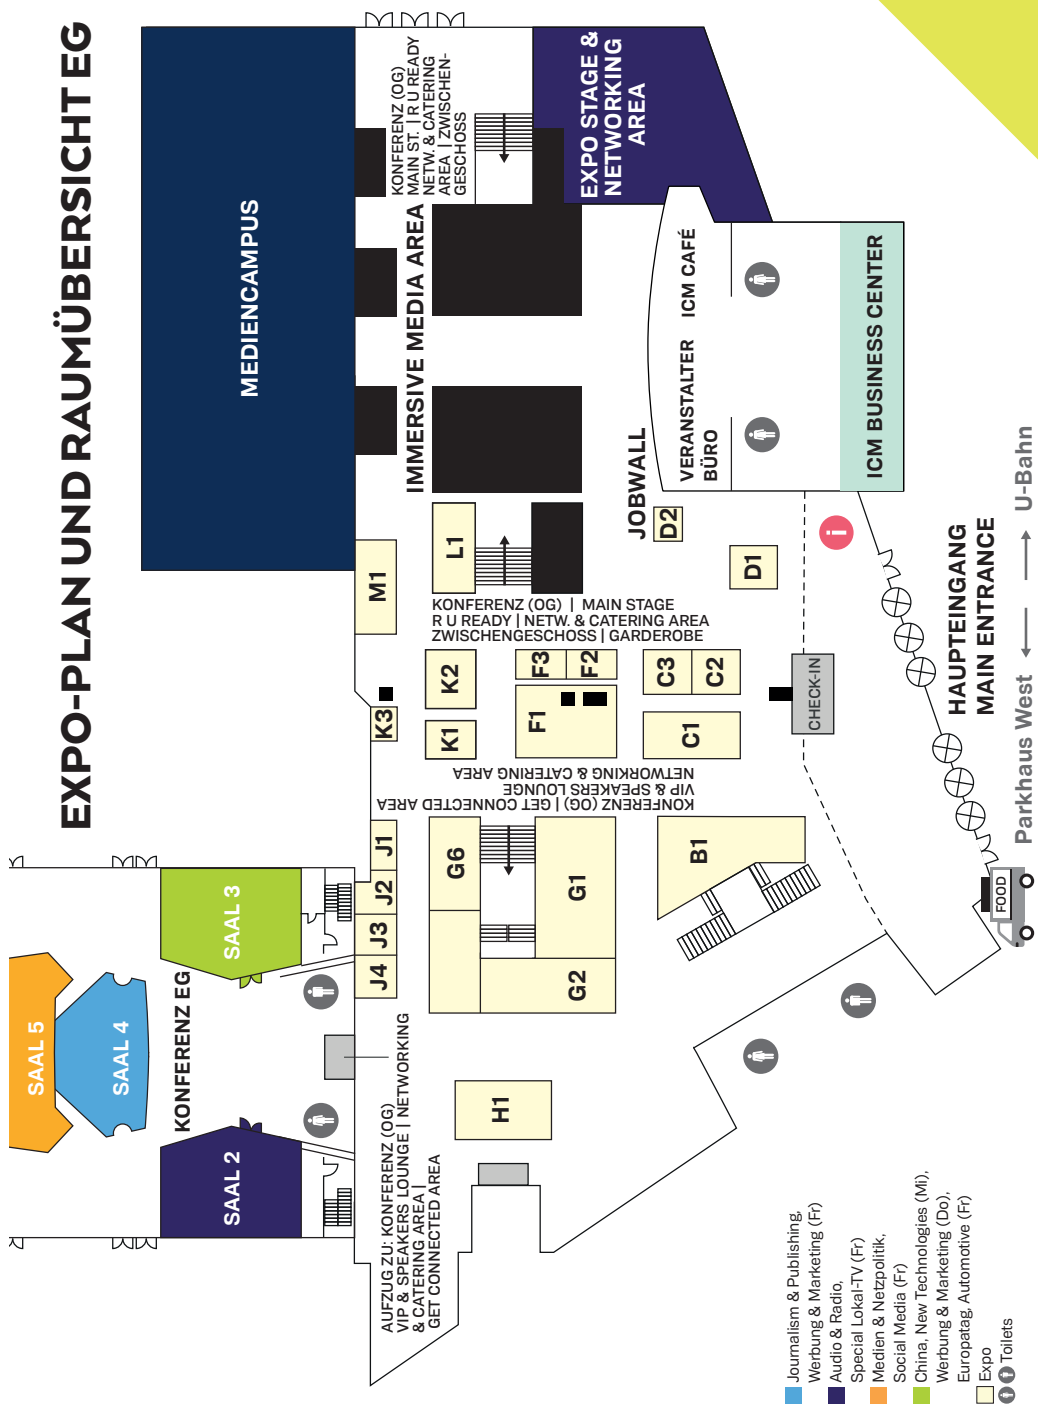 EXPO-PLAN UND RAUMÜBERSICHT EG
MEDIENCAMPUS
KONFERENZ (OG)
MAIN ST. | R U READY
NETW. & CATERING
AREA | ZWISCHEN-
GESCHOSS
EXPO STAGE &
NETWORKING
AREA
IMMERSIVE MEDIA AREA
ICM CAFÉ
VERANSTALTER
BÜRO
ICM BUSINESS CENTER
JOBWALL
D2
D1
i
L1
M1
KONFERENZ (OG) | MAIN STAGE
R U READY | NETW. & CATERING AREA
ZWISCHENGESCHOSS | GARDEROBE
K2
K3
K1
F3
F2
F1
C3
C2
C1
CHECK-IN
HAUPTEINGANG
MAIN ENTRANCE
Parkhaus West
U-Bahn
KONFERENZ (OG) | GET CONNECTED AREA
VIP & SPEAKERS LOUNGE
NETWORKING & CATERING AREA
J1
J2
J3
J4
G6
G1
G2
B1
FOOD
H1
SAAL 3
SAAL 5
SAAL 4
KONFERENZ EG
SAAL 2
AUFZUG ZU: KONFERENZ (OG)
VIP & SPEAKERS LOUNGE | NETWORKING
& CATERING AREA |
GET CONNECTED AREA
Journalism & Publishing,
Werbung & Marketing (Fr)
Audio & Radio,
Special Lokal-TV (Fr)
Medien & Netzpolitik,
Social Media (Fr)
China, New Technologies (Mi),
Werbung & Marketing (Do),
Europatag, Automotive (Fr)
Expo
Toilets